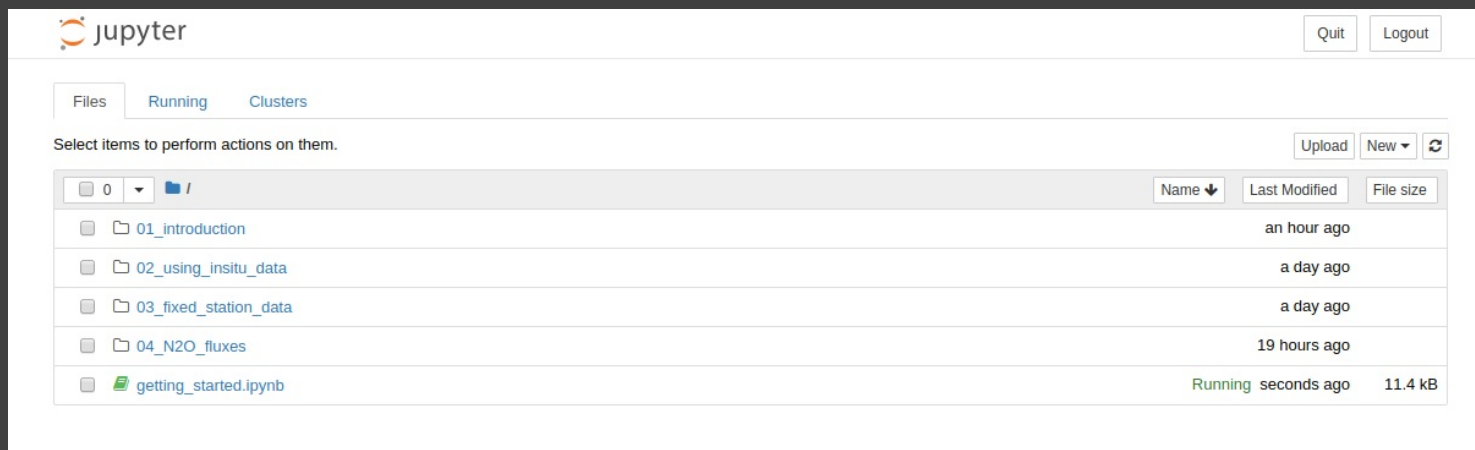 jupyter Quit Logout
Files Running Clusters
Select items to perform actions on them. Upload New
0 / Name Last Modified File size
01_introduction an hour ago
02_using_insitu_data a day ago
03_fixed_station_data a day ago
04_N2O_fluxes 19 hours ago
getting_started.ipynb Running seconds ago 11.4 kB